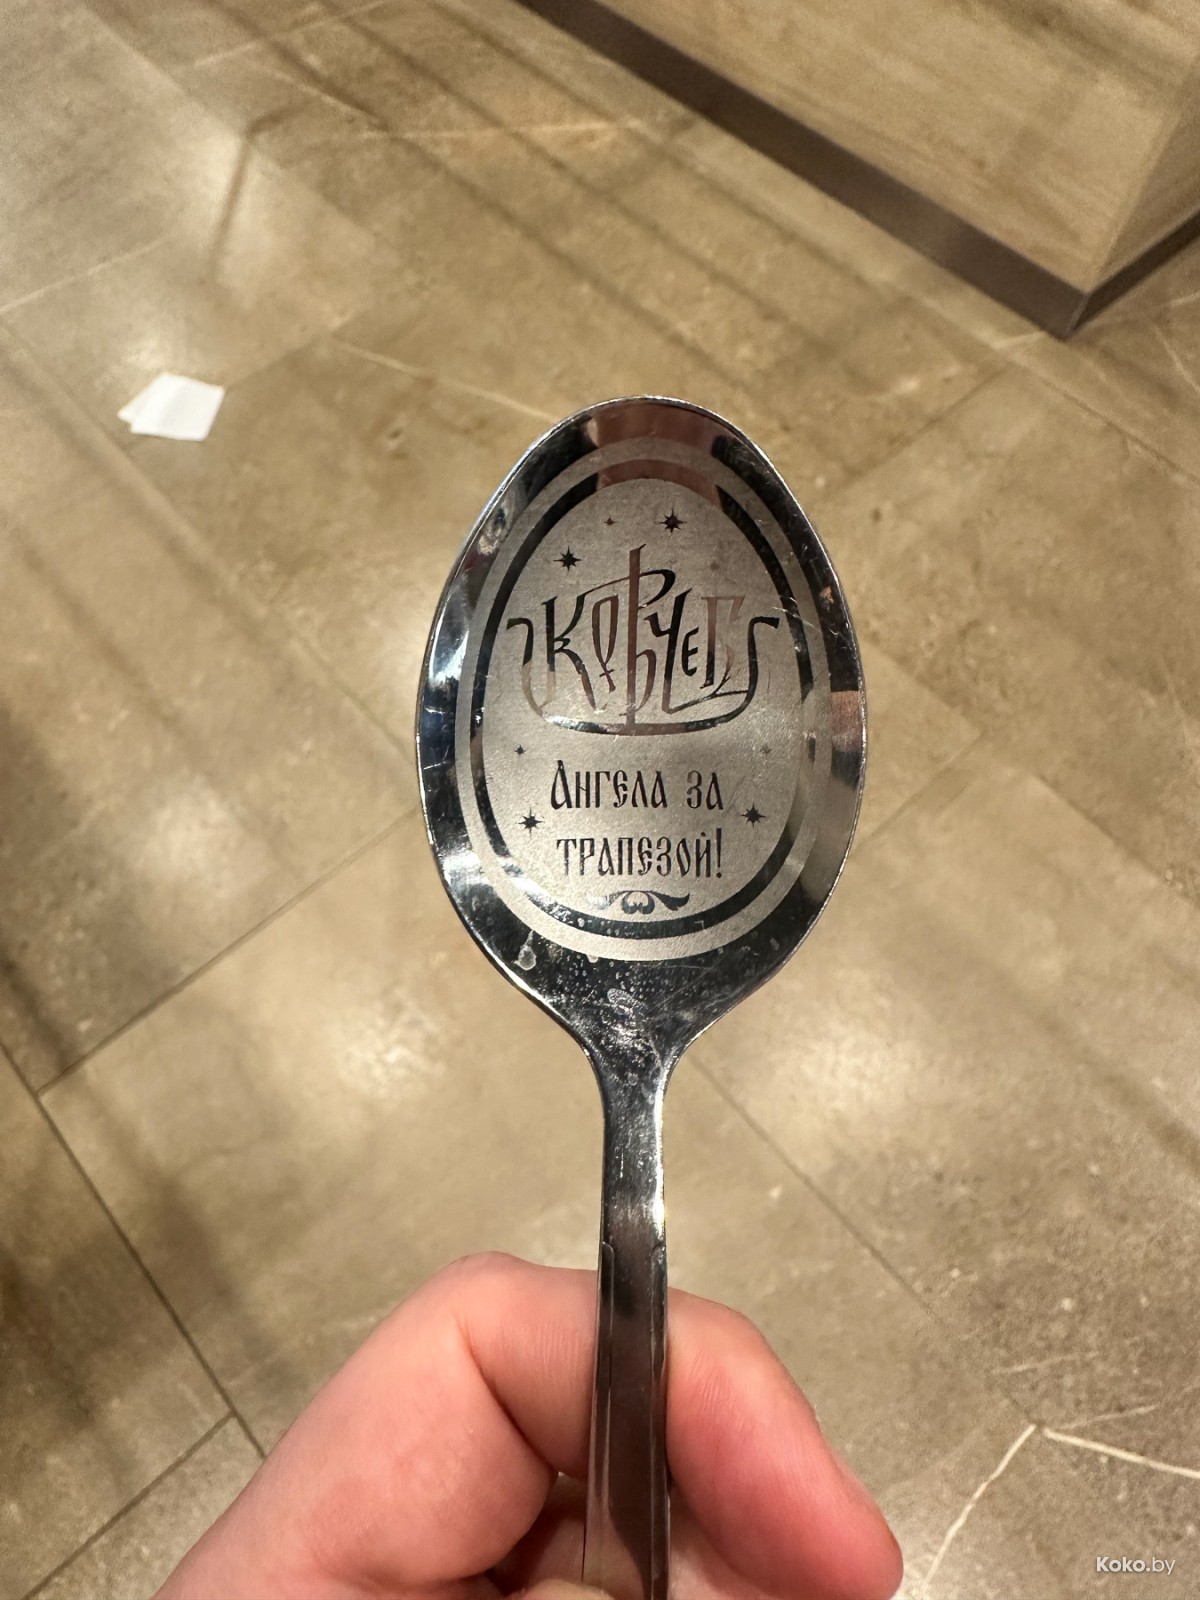 Ковчег
Ангела за
трапезой!
Koko.by